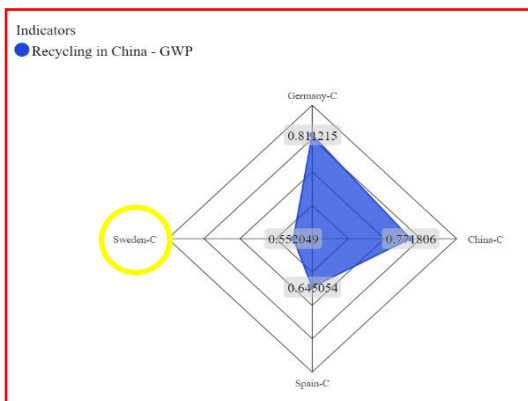 Indicators
Recycling in China - GWP
Germany-C
0.811215
Sweden-C
0.552049
0.771806
China-C
0.645054
Spain-C